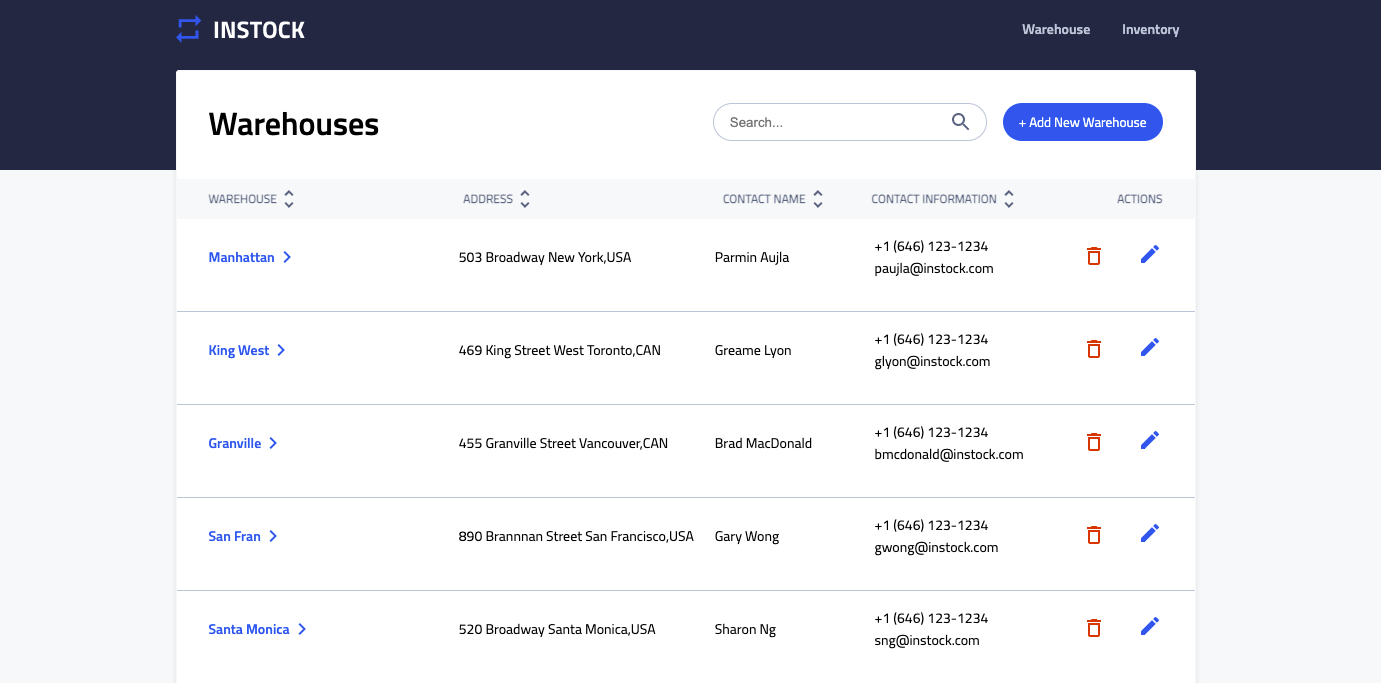 INSTOCK
Warehouse Inventory
Warehouses
Search...
+ Add New Warehouse
WAREHOUSE ADDRESS CONTACT NAME CONTACT INFORMATION ACTIONS
Manhattan 503 Broadway New York,USA Parmin Aujla
+1 (646) 123-1234
paujla@instock.com
King West 469 King Street West Toronto,CAN Greame Lyon
+1 (646) 123-1234
glyon@instock.com
Granville 455 Granville Street Vancouver,CAN Brad MacDonald
+1 (646) 123-1234
bmcdonald@instock.com
San Fran 890 Brannnan Street San Francisco,USA Gary Wong
+1 (646) 123-1234
gwong@instock.com
Santa Monica 520 Broadway Santa Monica,USA Sharon Ng
+1 (646) 123-1234
sng@instock.com